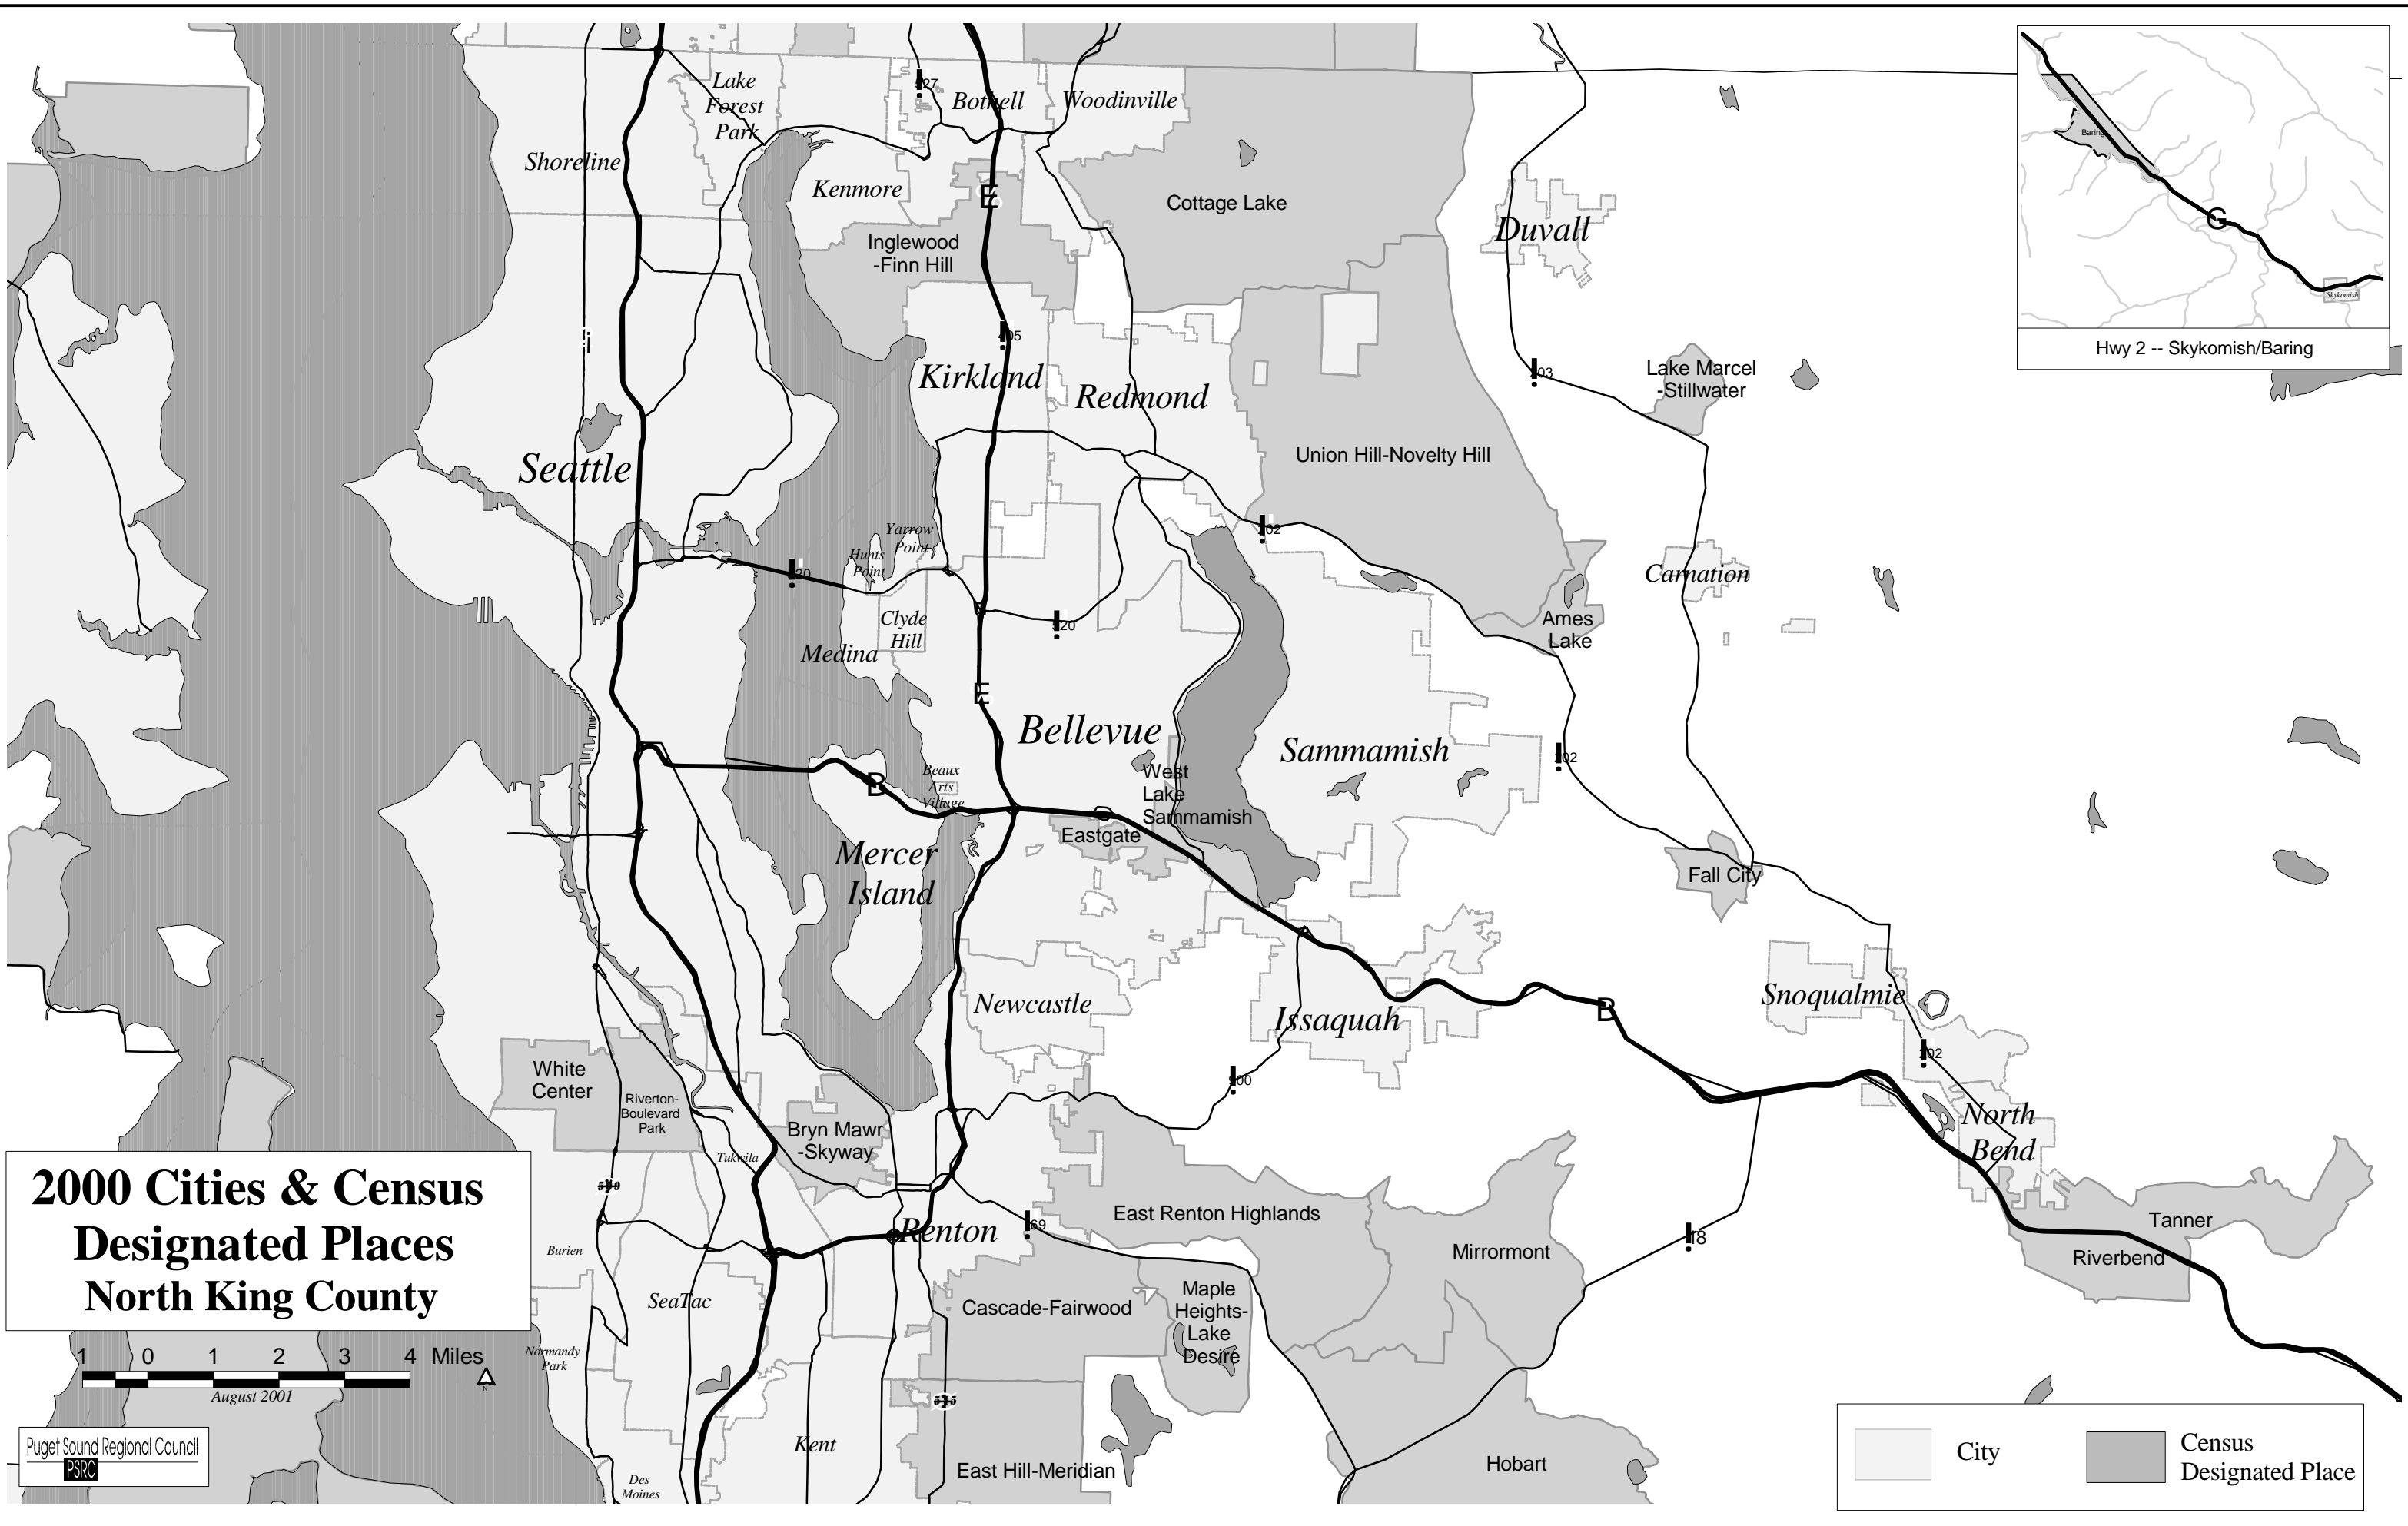 Lake
Forest
Park
Bothell
Woodinville
Shoreline
Kenmore
Cottage Lake
Duvall
Inglewood
-Finn Hill
Baring
Skykomish
Hwy 2 -- Skykomish/Baring
G
E
Kirkland
Redmond
Lake Marcel
-Stillwater
Seattle
Union Hill-Novelty Hill
Yarrow
Point
Hunts
Point
Carnation
Clyde
Hill
Medina
Ames
Lake
E
Bellevue
Sammamish
B
Beaux
Arts
Village
West
Lake
Sammamish
Eastgate
Mercer
Island
Fall City
Newcastle
Issaquah
B
Snoqualmie
White
Center
Riverton-
Boulevard
Park
Bryn Mawr
-Skyway
Tukwila
North
Bend
2000 Cities & Census
Designated Places
North King County
Burien
Renton
69
East Renton Highlands
Mirrormont
18
Tanner
Riverbend
SeaTac
Cascade-Fairwood
Maple
Heights-
Lake
Desire
Normandy
Park
1 0 1 2 3 4 Miles
August 2001
N
Puget Sound Regional Council
PSRC
Kent
Des
Moines
East Hill-Meridian
Hobart
City
Census
Designated Place